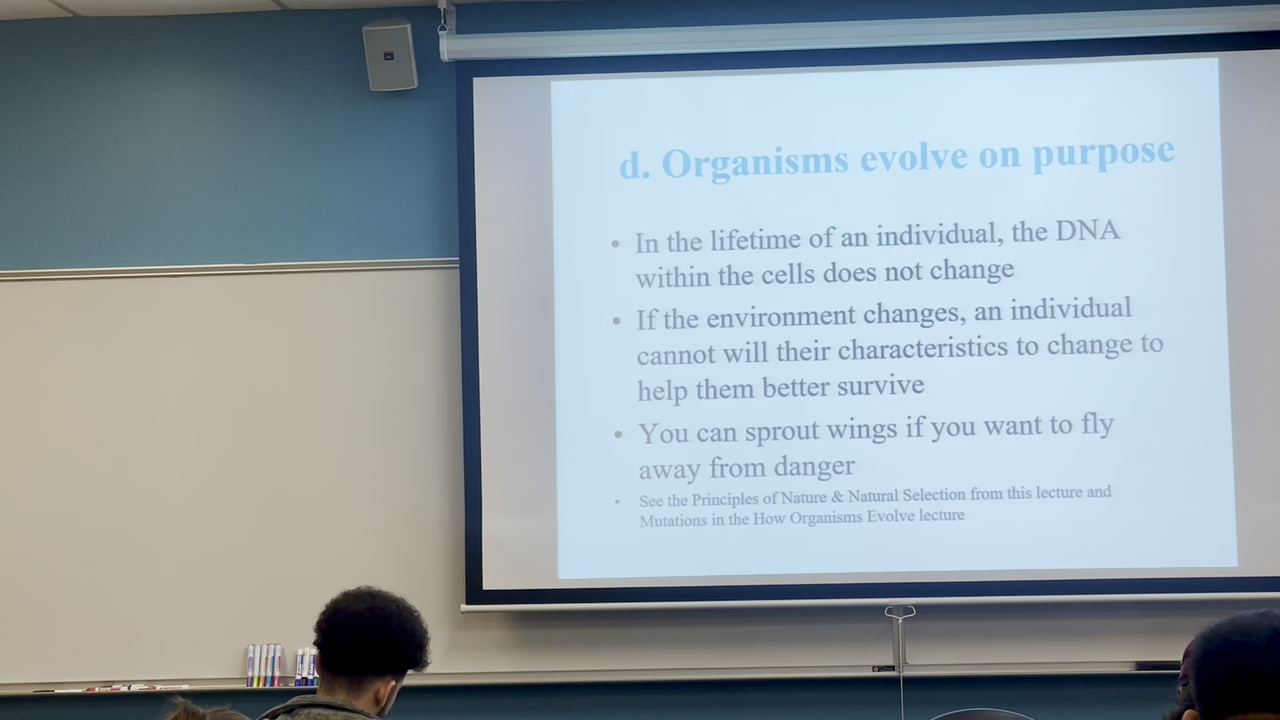 d. Organisms evolve on purpose
• In the lifetime of an individual, the DNA
within the cells does not change
• If the environment changes, an individual
cannot will their characteristics to change to
help them better survive
• You can sprout wings if you want to fly
away from danger
• See the Principles of Nature & Natural Selection from this lecture and
Mutations in the How Organisms Evolve lecture